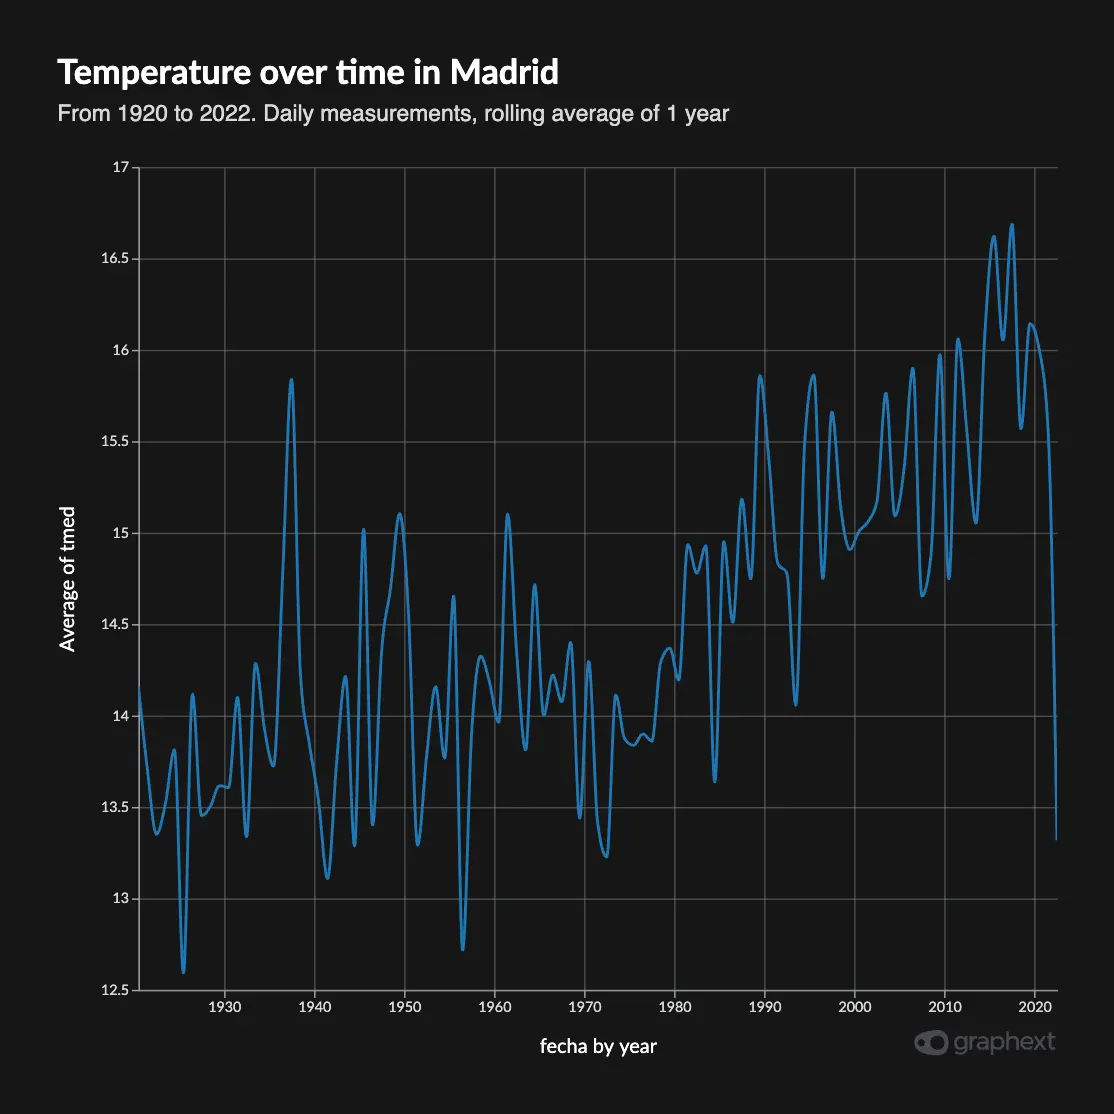 Temperature over time in Madrid
From 1920 to 2022. Daily measurements, rolling average of 1 year
17
16.5
16
15.5
15
14.5
14
13.5
13
12.5
Average of tmed
1930 1940 1950 1960 1970 1980 1990 2000 2010 2020
fecha by year
graphext